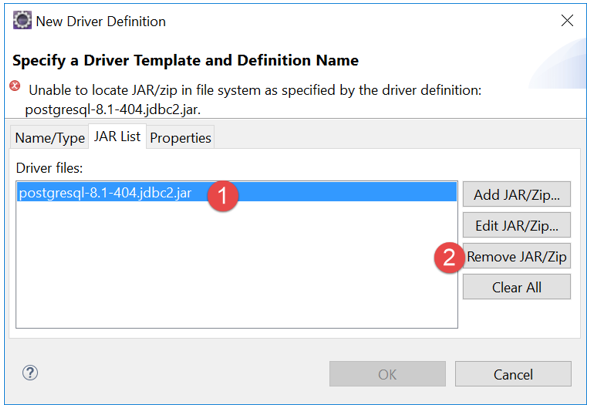 New Driver Definition
Specify a Driver Template and Definition Name
Unable to locate JAR/zip in file system as specified by the driver definition:
postgresql-8.1-404.jdbc2.jar.
Name/Type JAR List Properties
Driver files:
postgresql-8.1-404.jdbc2.jar 1
Add JAR/Zip...
Edit JAR/Zip...
2 Remove JAR/Zip
Clear All
? OK Cancel